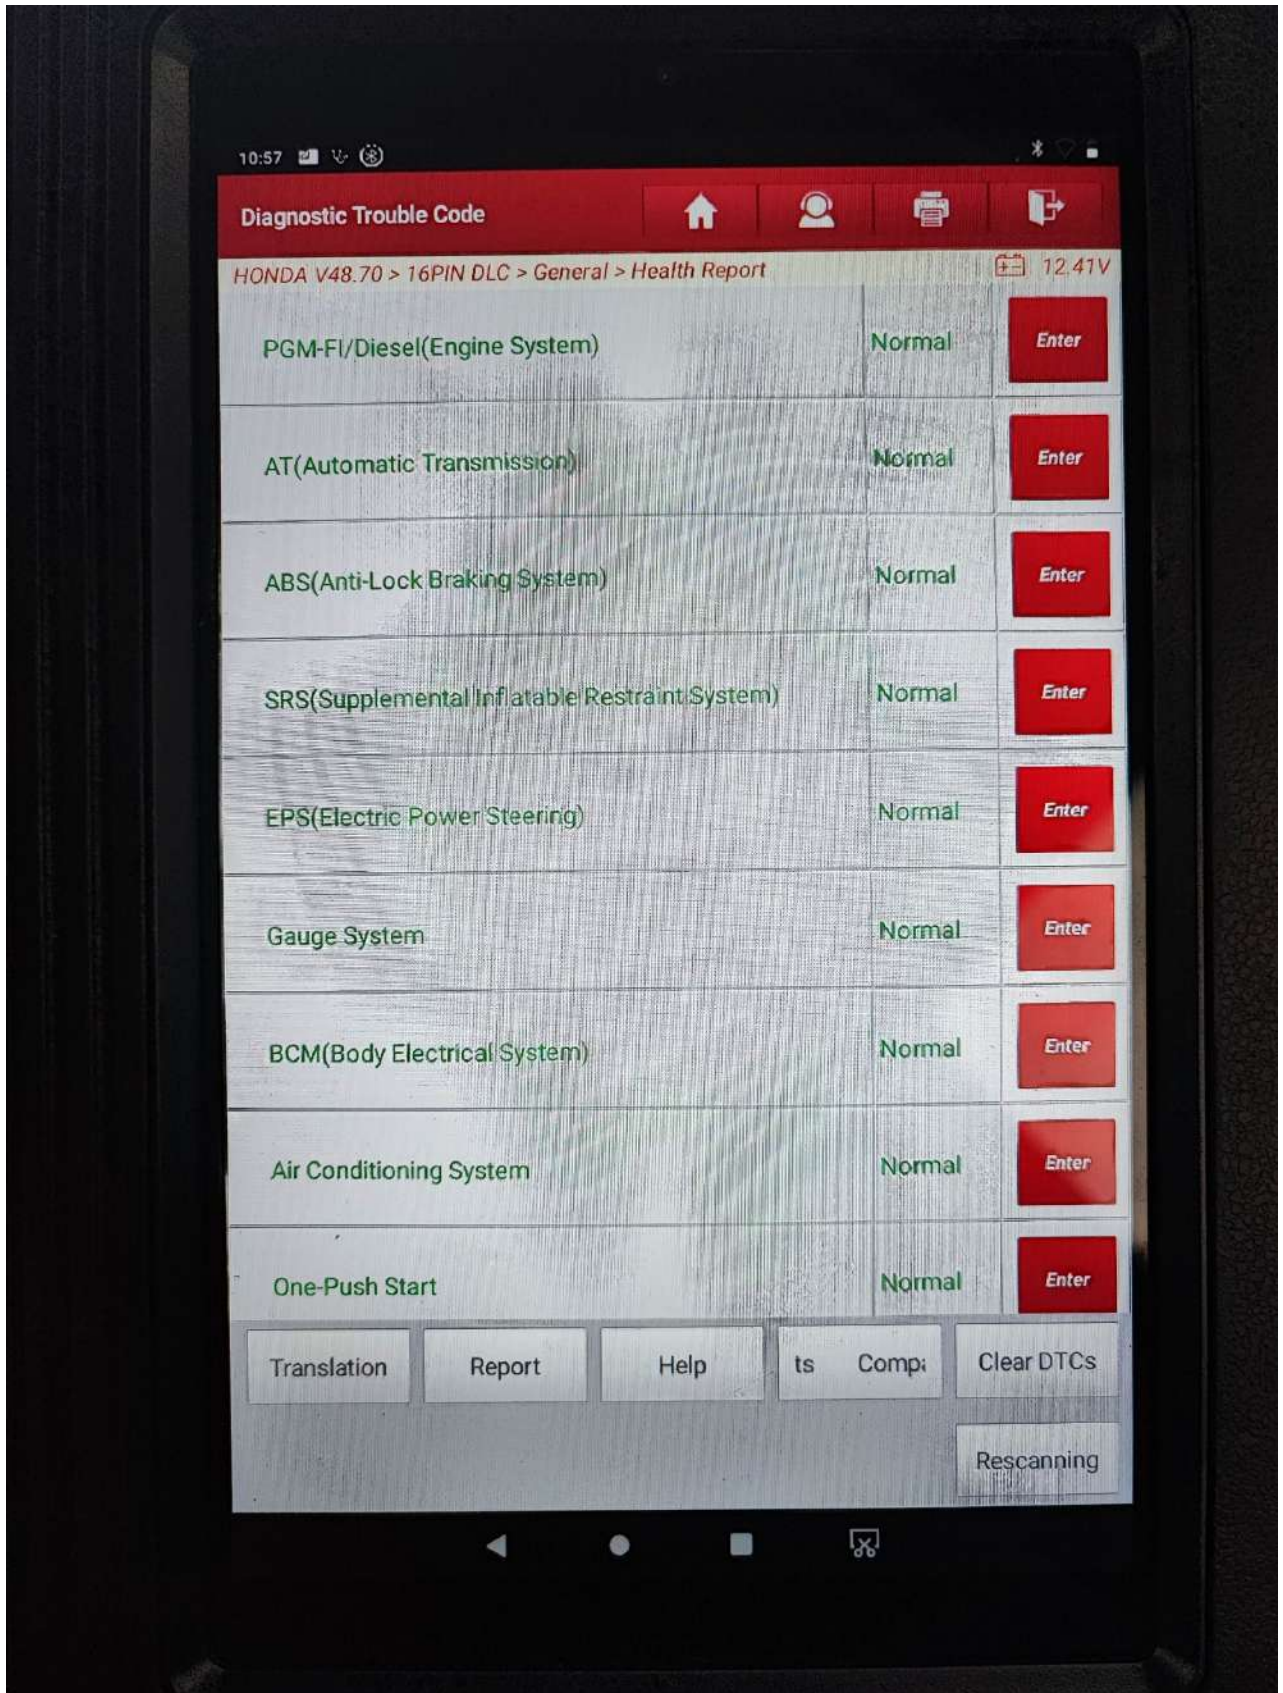 10:57
Diagnostic Trouble Code
HONDA V48.70 > 16PIN DLC > General > Health Report 12.41V
PGM-FI/Diesel(Engine System) Normal Enter
AT(Automatic Transmission) Normal Enter
ABS(Anti-Lock Braking System) Normal Enter
SRS(Supplemental Inflatable Restraint System) Normal Enter
EPS(Electric Power Steering) Normal Enter
Gauge System Normal Enter
BCM(Body Electrical System) Normal Enter
Air Conditioning System Normal Enter
One-Push Start Normal Enter
Translation Report Help ts Compa Clear DTCs
Rescanning